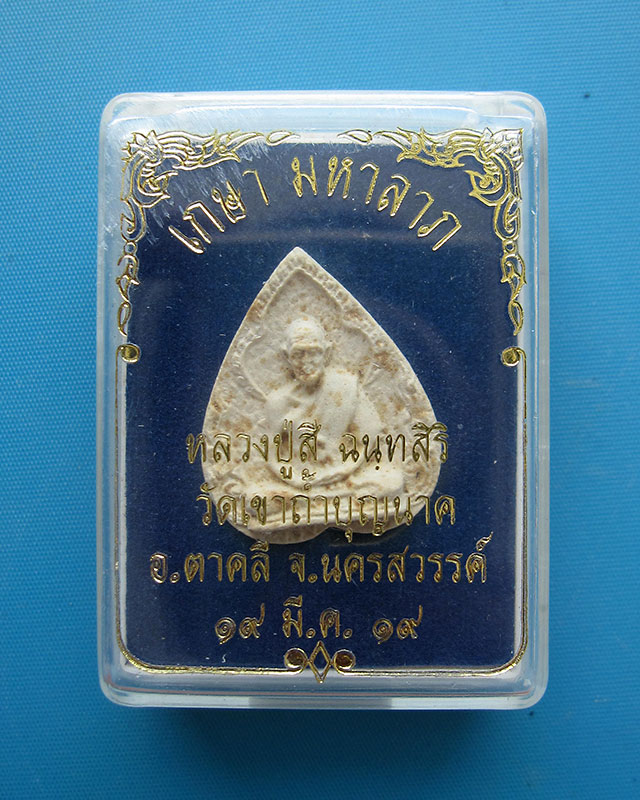 เกษา มหาลาภ
หลวงปู่สี ฉนฺทสิริ
วัดเขาถ้ำบุญนาค
อ.ตาคลี จ.นครสวรรค์
๑๙ มี.ค. ๑๙